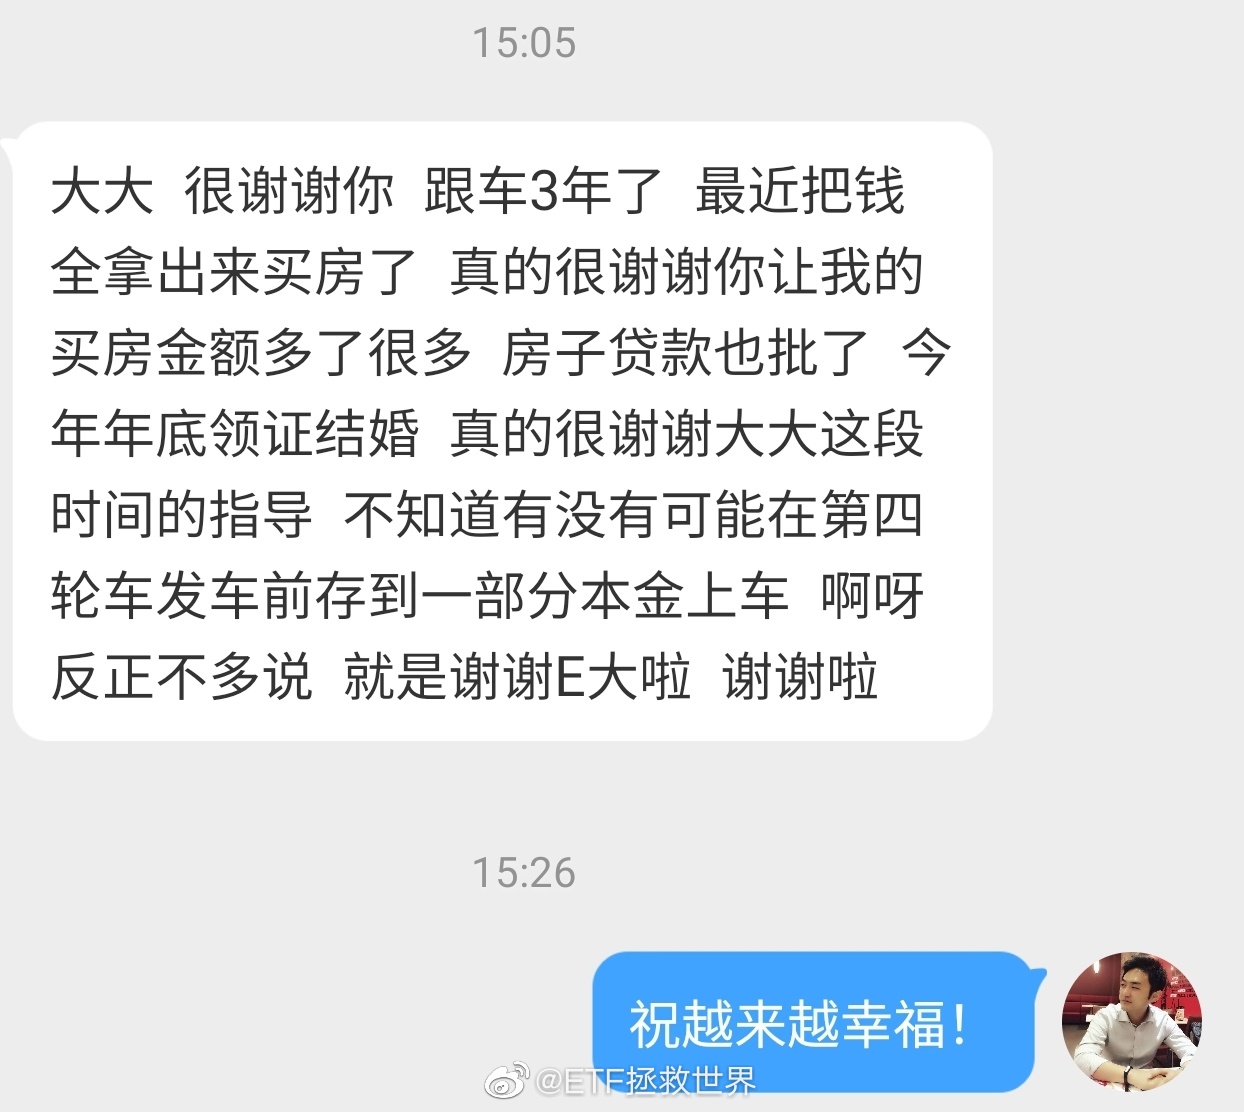 15:05
大大 很谢谢你 跟车3年了 最近把钱
全拿出来买房了 真的很谢谢你让我的
买房金额多了很多 房子贷款也批了 今
年年底领证结婚 真的很谢谢大大这段
时间的指导 不知道有没有可能在第四
轮车发车前存到一部分本金上车 啊呀
反正不多说 就是谢谢E大啦 谢谢啦
15:26
祝越来越幸福！
@ETF拯救世界